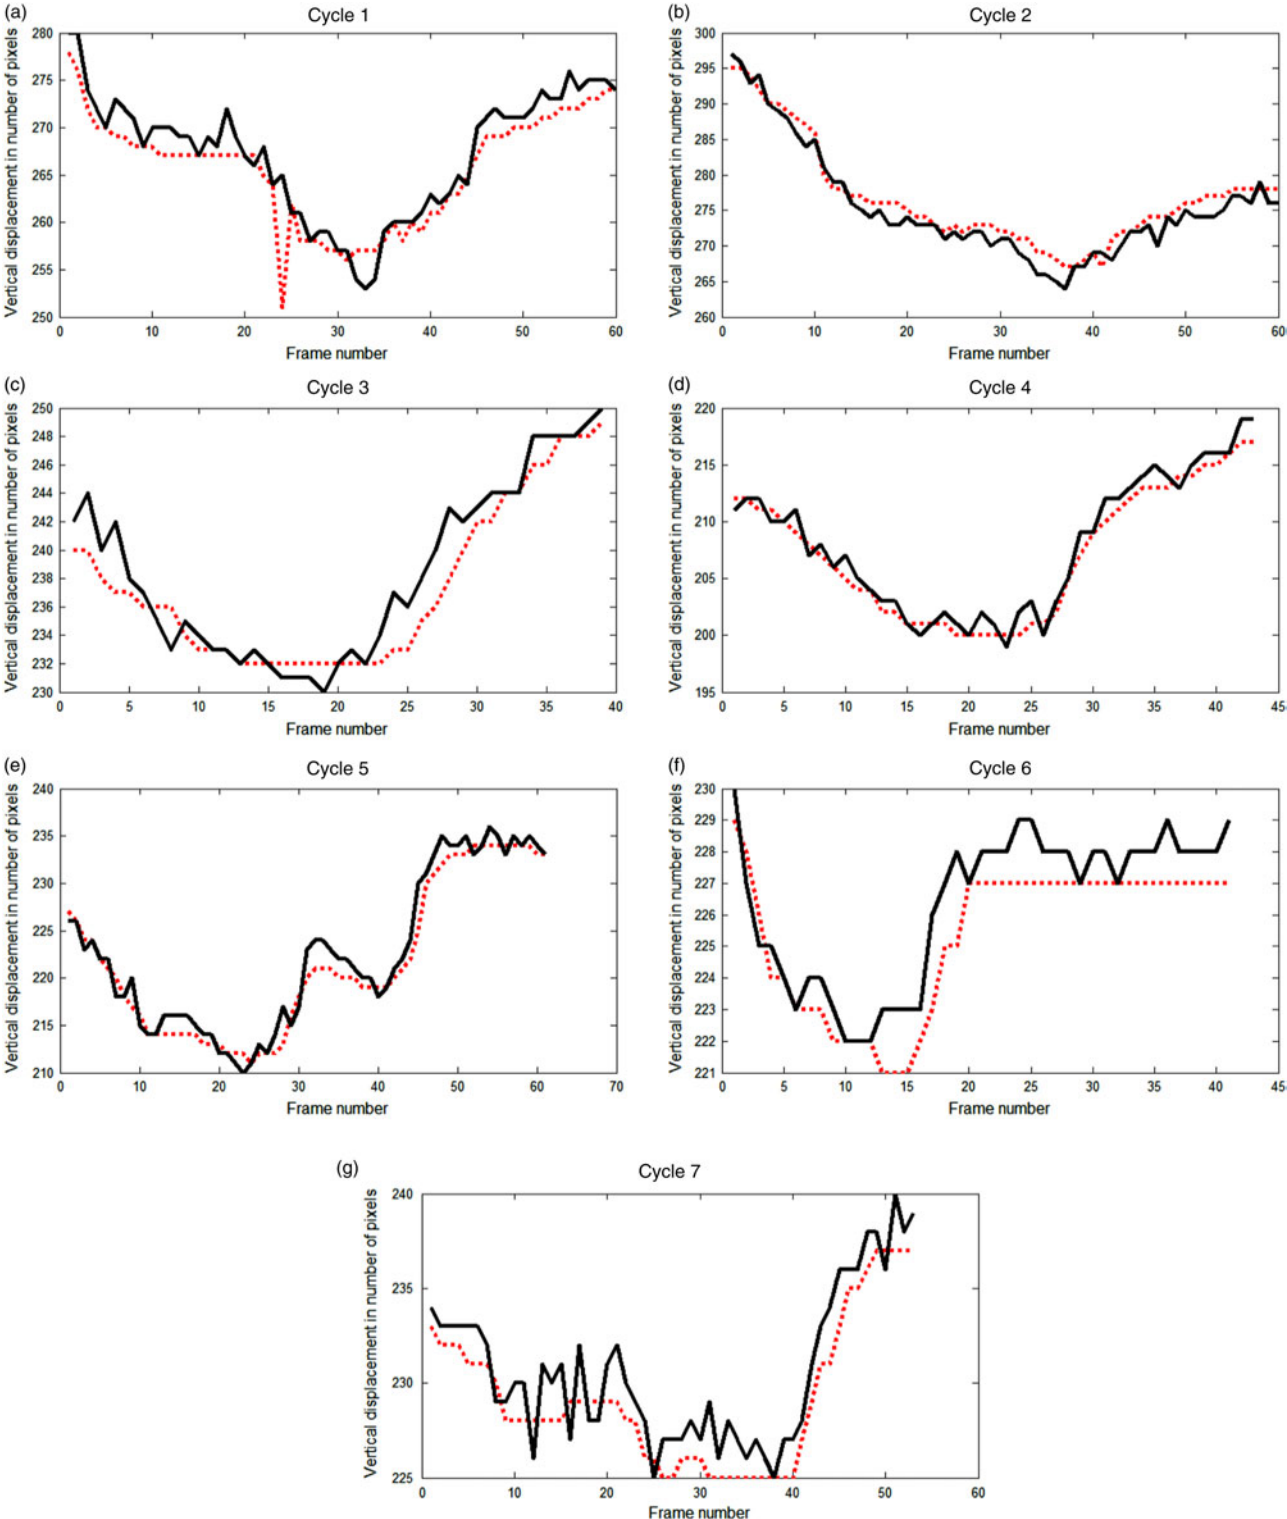 (a)
Cycle 1
Vertical displacement in number of pixels
280
275
270
265
260
255
250
0 10 20 30 40 50 60
Frame number
(b)
Cycle 2
Vertical displacement in number of pixels
300
295
290
285
280
275
270
265
260
0 10 20 30 40 50 60
Frame number
(c)
Cycle 3
Vertical displacement in number of pixels
250
248
246
244
242
240
238
236
234
232
230
0 5 10 15 20 25 30 35 40
Frame number
(d)
Cycle 4
Vertical displacement in number of pixels
220
215
210
205
200
195
0 5 10 15 20 25 30 35 40 45
Frame number
(e)
Cycle 5
Vertical displacement in number of pixels
240
235
230
225
220
215
210
0 10 20 30 40 50 60 70
Frame number
(f)
Cycle 6
Vertical displacement in number of pixels
230
229
228
227
226
225
224
223
222
221
0 5 10 15 20 25 30 35 40 45
Frame number
(g)
Cycle 7
Vertical displacement in number of pixels
240
235
230
225
0 10 20 30 40 50 60
Frame number